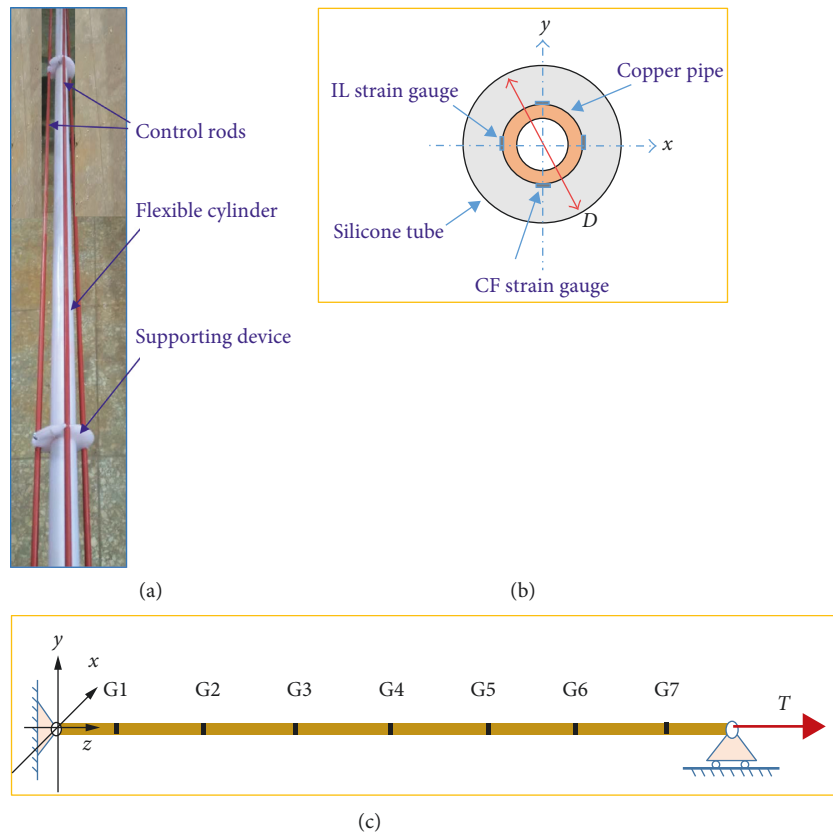 Control rods
Flexible cylinder
Supporting device
(a)
y
IL strain gauge
Copper pipe
x
Silicone tube
D
CF strain gauge
(b)
y
x
G1 G2 G3 G4 G5 G6 G7
T
z
(c)